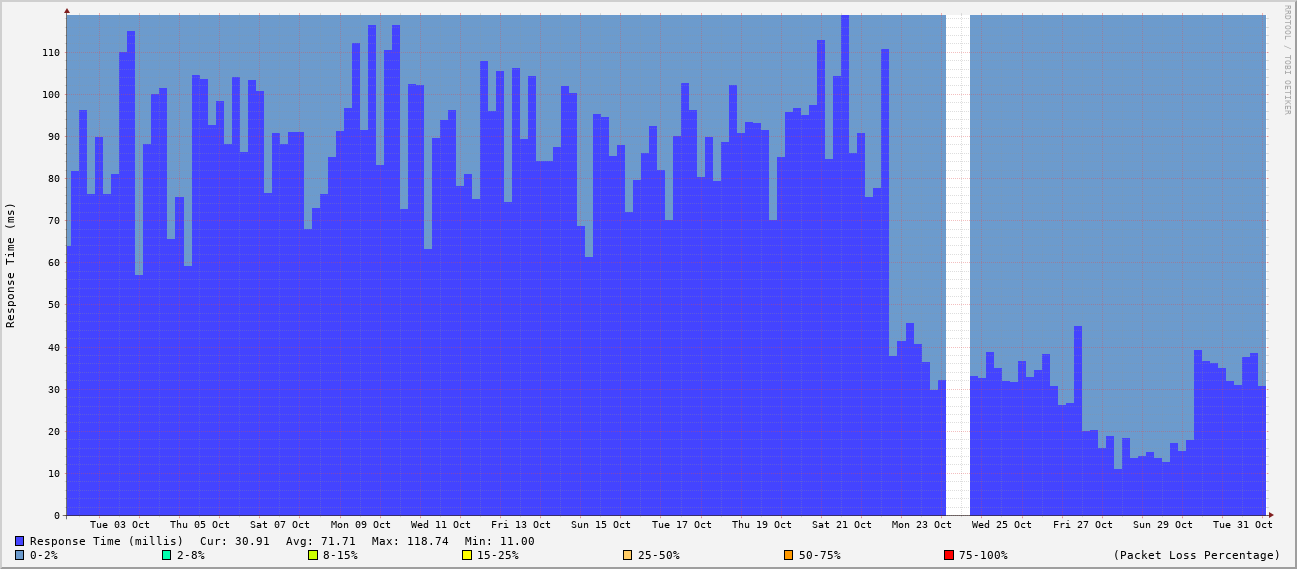 RRDTOOL / TOBI OETIKER
Response Time (ms)
110
100
90
80
70
60
50
40
30
20
10
0
Tue 03 Oct Thu 05 Oct Sat 07 Oct Mon 09 Oct Wed 11 Oct Fri 13 Oct Sun 15 Oct Tue 17 Oct Thu 19 Oct Sat 21 Oct Mon 23 Oct Wed 25 Oct Fri 27 Oct Sun 29 Oct Tue 31 Oct
Response Time (millis) Cur: 30.91 Avg: 71.71 Max: 118.74 Min: 11.00
0-2% 2-8% 8-15% 15-25% 25-50% 50-75% 75-100% (Packet Loss Percentage)